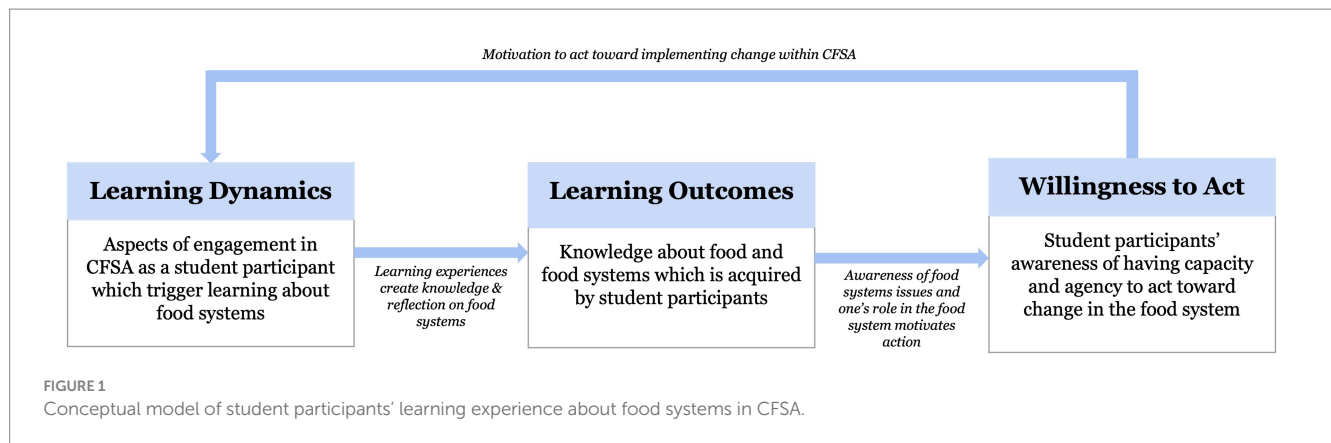 Motivation to act toward implementing change within CFSA
Learning Dynamics
Aspects of engagement in
CFSA as a student participant
which trigger learning about
food systems
Learning experiences
create knowledge &
reflection on food
systems
Learning Outcomes
Knowledge about food and
food systems which is acquired
by student participants
Awareness of food
systems issues and
one's role in the food
system motivates
action
Willingness to Act
Student participants'
awareness of having capacity
and agency to act toward
change in the food system
FIGURE 1
Conceptual model of student participants' learning experience about food systems in CFSA.